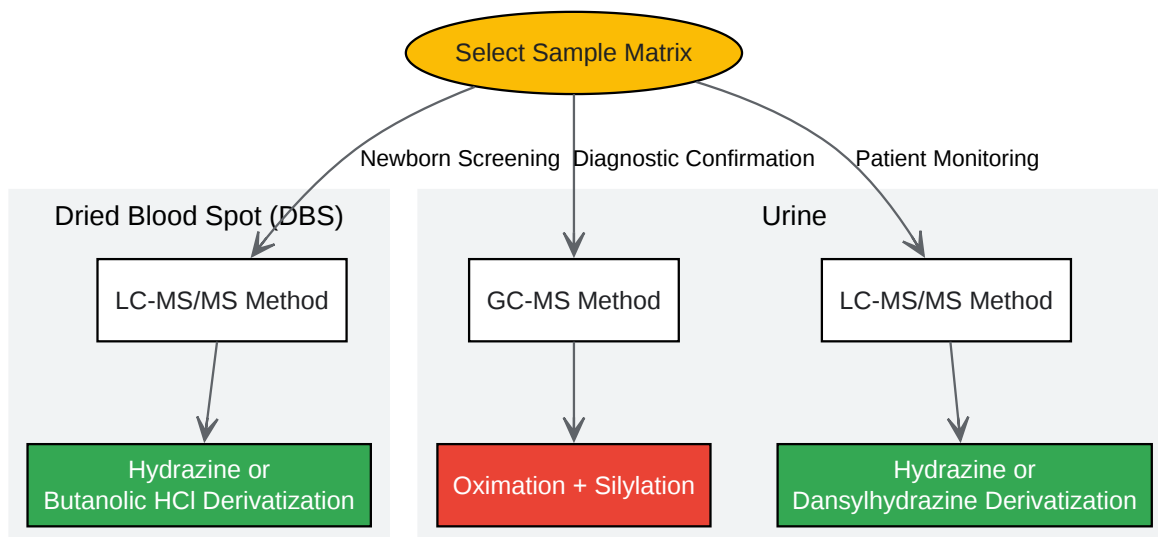 Select Sample Matrix
Newborn Screening
Diagnostic Confirmation
Patient Monitoring
Dried Blood Spot (DBS)
Urine
LC-MS/MS Method
GC-MS Method
LC-MS/MS Method
Hydrazine or
Butanolic HCl Derivatization
Oximation + Silylation
Hydrazine or
Dansylhydrazine Derivatization